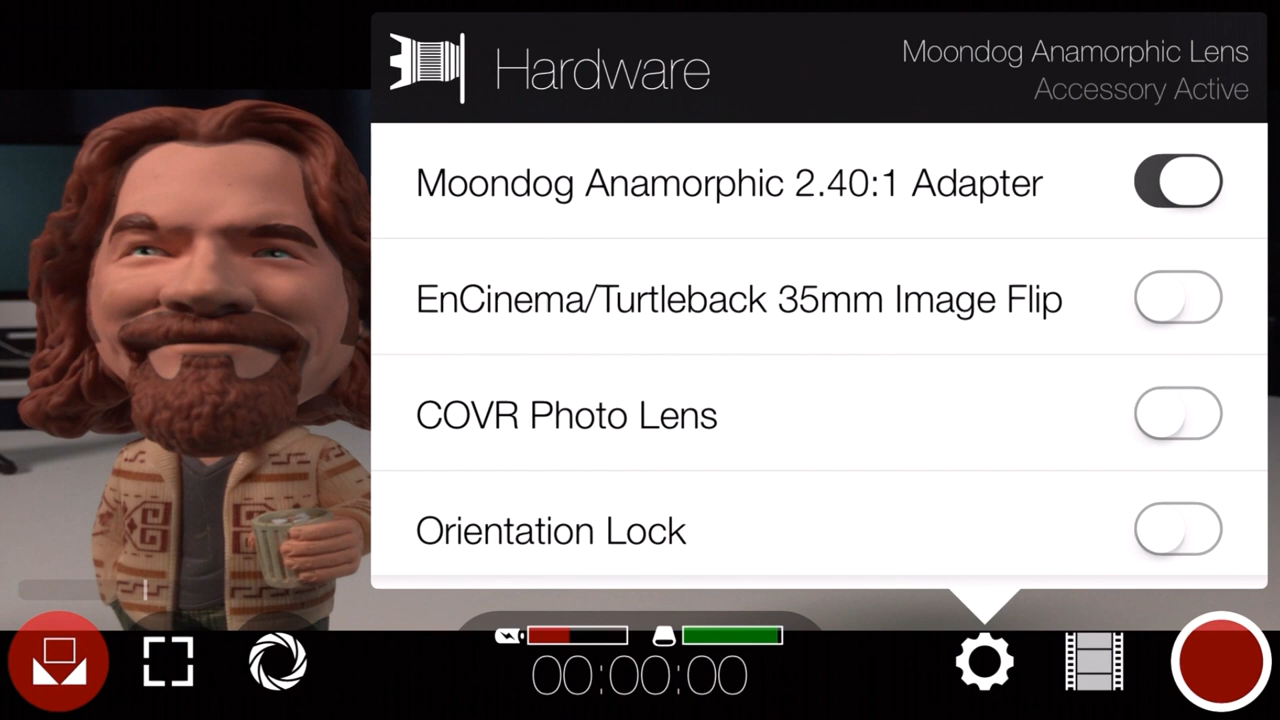 Hardware
Moondog Anamorphic Lens
Accessory Active
Moondog Anamorphic 2.40:1 Adapter
EnCinema/Turtleback 35mm Image Flip
COVR Photo Lens
Orientation Lock
00:00:00